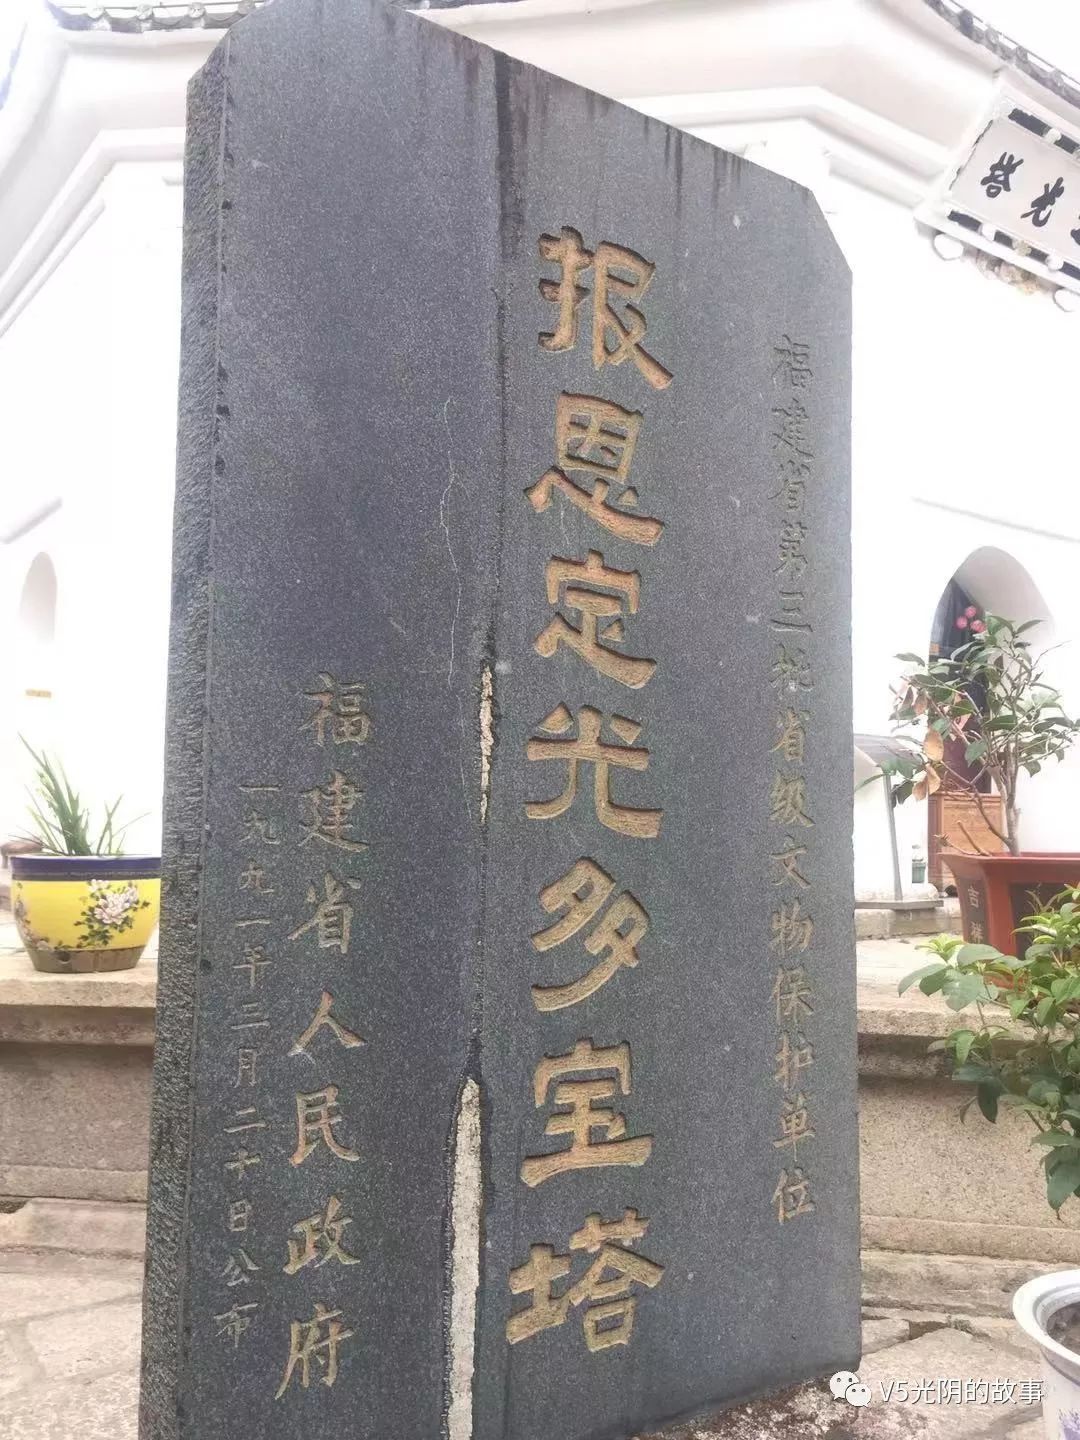 福建省第三批省级文物保护单位
报恩定光多宝塔
福建省人民政府
一九九一年三月二十日公布
光塔
吉祥
V5光阴的故事